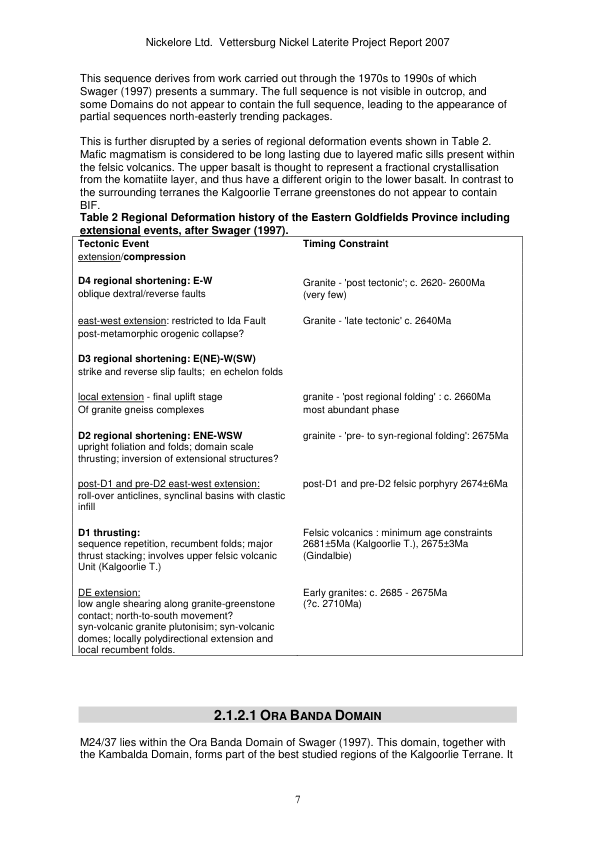 Nickelore Ltd.  Vettersburg Nickel Laterite Project Report 2007
This sequence derives from work carried out through the 1970s to 1990s of which
Swager (1997) presents a summary. The full sequence is not visible in outcrop, and
some Domains do not appear to contain the full sequence, leading to the appearance of
partial sequences north-easterly trending packages.
This is further disrupted by a series of regional deformation events shown in Table 2.
Mafic magmatism is considered to be long lasting due to layered mafic sills present within
the felsic volcanics. The upper basalt is thought to represent a fractional crystallisation
from the komatiite layer, and thus have a different origin to the lower basalt. In contrast to
the surrounding terranes the Kalgoorlie Terrane greenstones do not appear to contain
BIF.
Table 2 Regional Deformation history of the Eastern Goldfields Province including
extensional events, after Swager (1997).
Tectonic Event
extension/compression
Timing Constraint
D4 regional shortening: E-W
oblique dextral/reverse faults
Granite - 'post tectonic'; c. 2620- 2600Ma
(very few)
east-west extension: restricted to Ida Fault
post-metamorphic orogenic collapse?
Granite - 'late tectonic' c. 2640Ma
D3 regional shortening: E(NE)-W(SW)
strike and reverse slip faults;  en echelon folds
local extension - final uplift stage
Of granite gneiss complexes
granite - 'post regional folding' : c. 2660Ma
most abundant phase
D2 regional shortening: ENE-WSW
upright foliation and folds; domain scale
thrusting; inversion of extensional structures?
grainite - 'pre- to syn-regional folding': 2675Ma
post-D1 and pre-D2 east-west extension:
roll-over anticlines, synclinal basins with clastic
infill
post-D1 and pre-D2 felsic porphyry 2674±6Ma
D1 thrusting:
sequence repetition, recumbent folds; major
thrust stacking; involves upper felsic volcanic
Unit (Kalgoorlie T.)
Felsic volcanics : minimum age constraints
2681±5Ma (Kalgoorlie T.), 2675±3Ma
(Gindalbie)
DE extension:
low angle shearing along granite-greenstone
contact; north-to-south movement?
syn-volcanic granite plutonisim; syn-volcanic
domes; locally polydirectional extension and
local recumbent folds.
Early granites: c. 2685 - 2675Ma
(?c. 2710Ma)
2.1.2.1 ORA BANDA DOMAIN
M24/37 lies within the Ora Banda Domain of Swager (1997). This domain, together with
the Kambalda Domain, forms part of the best studied regions of the Kalgoorlie Terrane. It
7